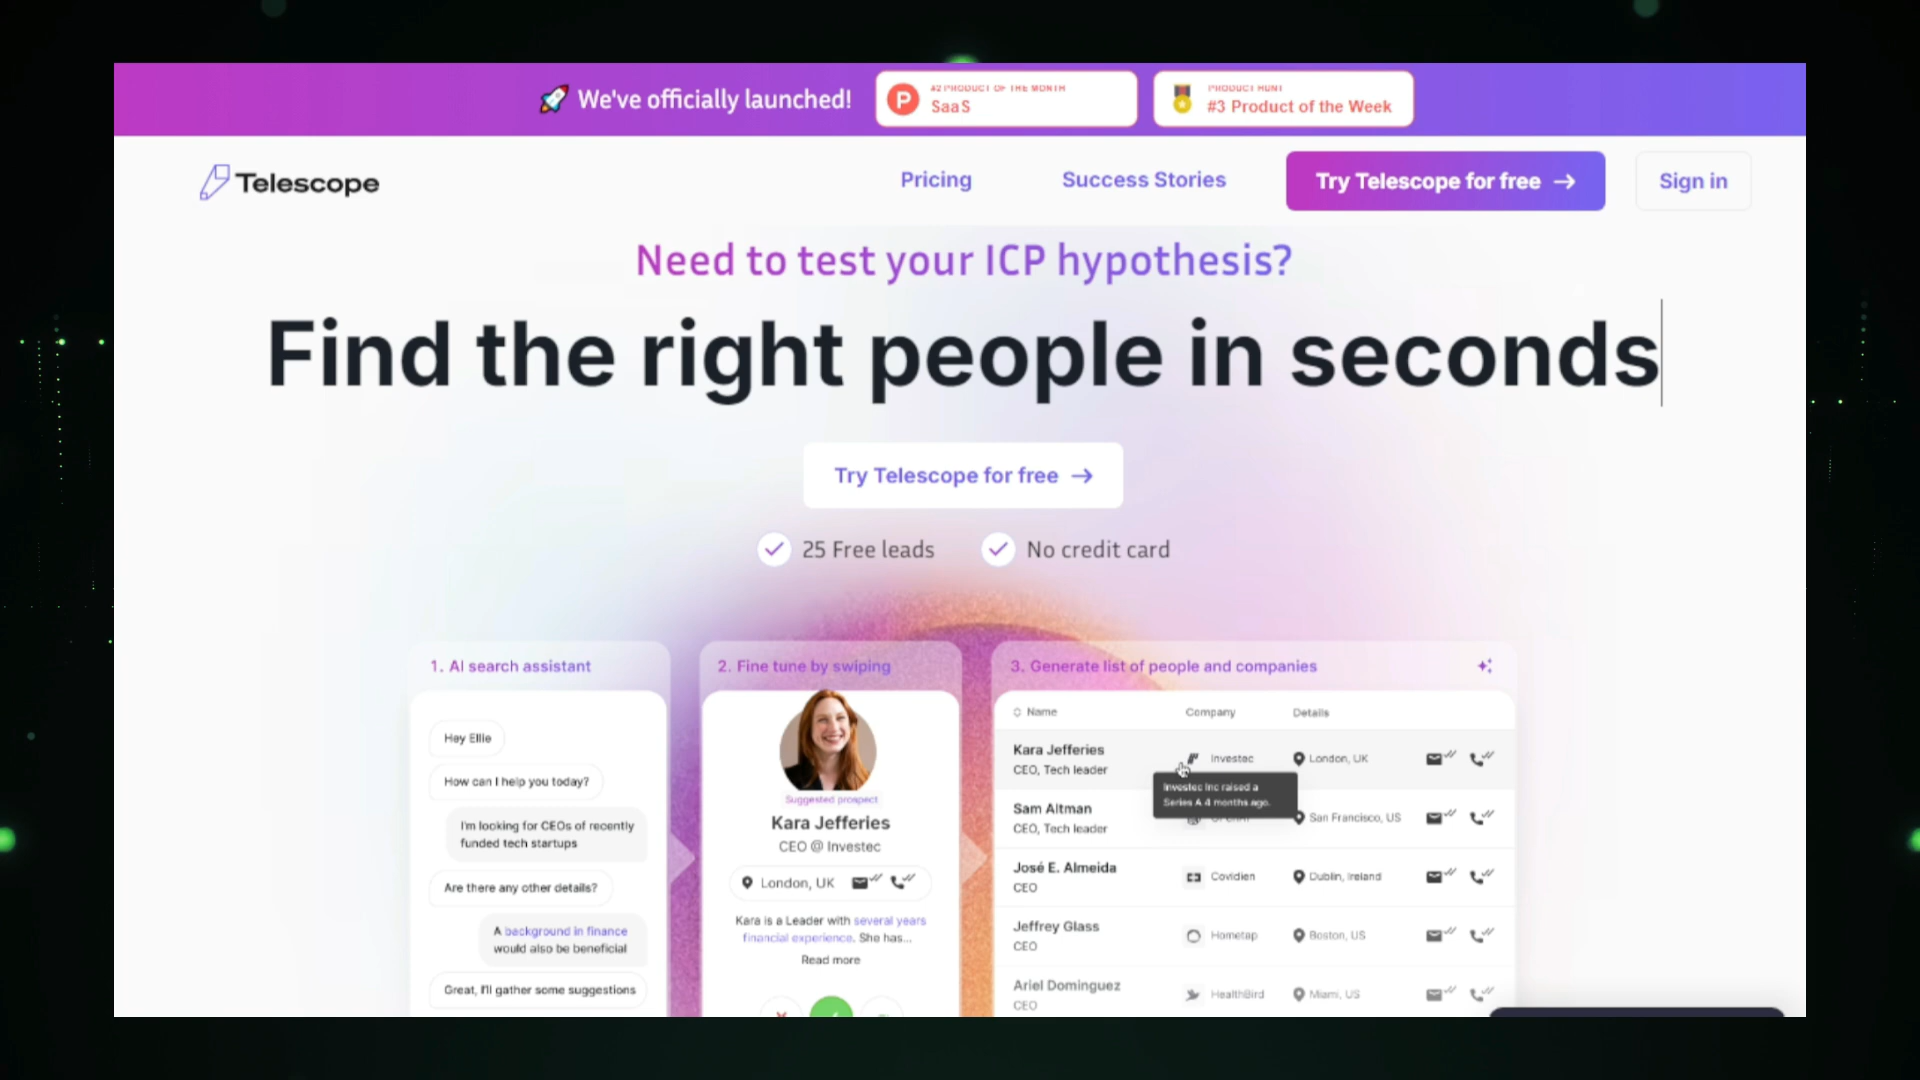 We've officially launched!
#2 PRODUCT OF THE MONTH
SaaS
PRODUCT HUNT
#3 Product of the Week
Telescope
Pricing
Success Stories
Try Telescope for free →
Sign in
Need to test your ICP hypothesis?
Find the right people in seconds
Try Telescope for free →
25 Free leads
No credit card
1. AI search assistant
Hey Ellie
How can I help you today?
I'm looking for CEOs of recently
funded tech startups
Are there any other details?
A background in finance
would also be beneficial
Great, I'll gather some suggestions
2. Fine tune by swiping
Suggested prospect
Kara Jefferies
CEO @ Investec
London, UK
Kara is a Leader with several years
financial experience. She has...
Read more
3. Generate list of people and companies
Name Company Details
Kara Jefferies
CEO, Tech leader
Investec
London, UK
Investec Inc raised a
Series A 4 months ago.
Sam Altman
CEO, Tech leader
San Francisco, US
José E. Almeida
CEO
Covidien
Dublin, Ireland
Jeffrey Glass
CEO
Hometap
Boston, US
Ariel Dominguez
CEO
HealthBird
Miami, US